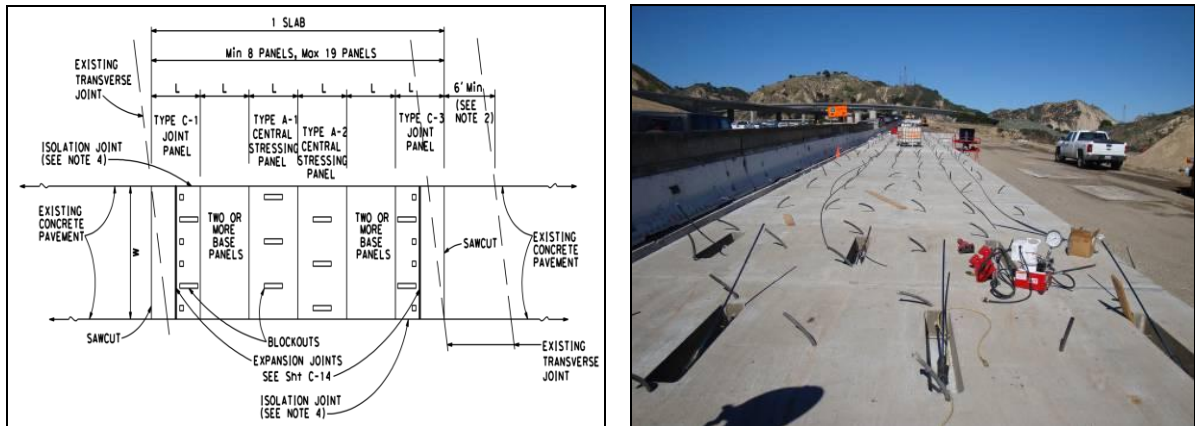 1 SLAB
Min 8 PANELS, Max 19 PANELS
EXISTING
TRANSVERSE
JOINT
L
L
L
L
L
L
6' Min
(SEE
NOTE 2)
TYPE C-1
JOINT
PANEL
TYPE A-1
CENTRAL
STRESSING
PANEL
TYPE A-2
CENTRAL
STRESSING
PANEL
TYPE C-3
JOINT
PANEL
ISOLATION JOINT
(SEE NOTE 4)
EXISTING
CONCRETE
PAVEMENT
W
TWO OR
MORE
BASE
PANELS
TWO OR
MORE
BASE
PANELS
SAWCUT
EXISTING
CONCRETE
PAVEMENT
SAWCUT
BLOCKOUTS
EXPANSION JOINTS
SEE Sht C-14
EXISTING
TRANSVERSE
JOINT
ISOLATION JOINT
(SEE NOTE 4)